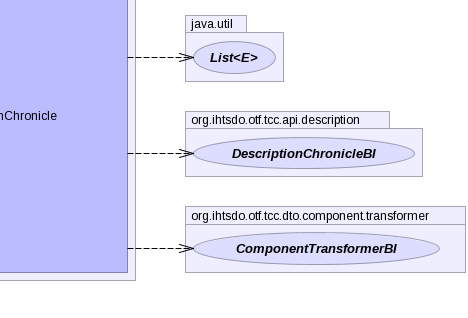 java.util
List<E>
nChronicle
org.ihtsdo.otf.tcc.api.description
DescriptionChronicleBI
org.ihtsdo.otf.tcc.dto.component.transformer
ComponentTransformerBI